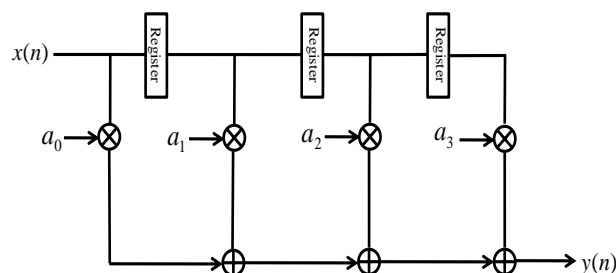 Register
Register
Register
x(n)
a₀
a₁
a₂
a₃
y(n)